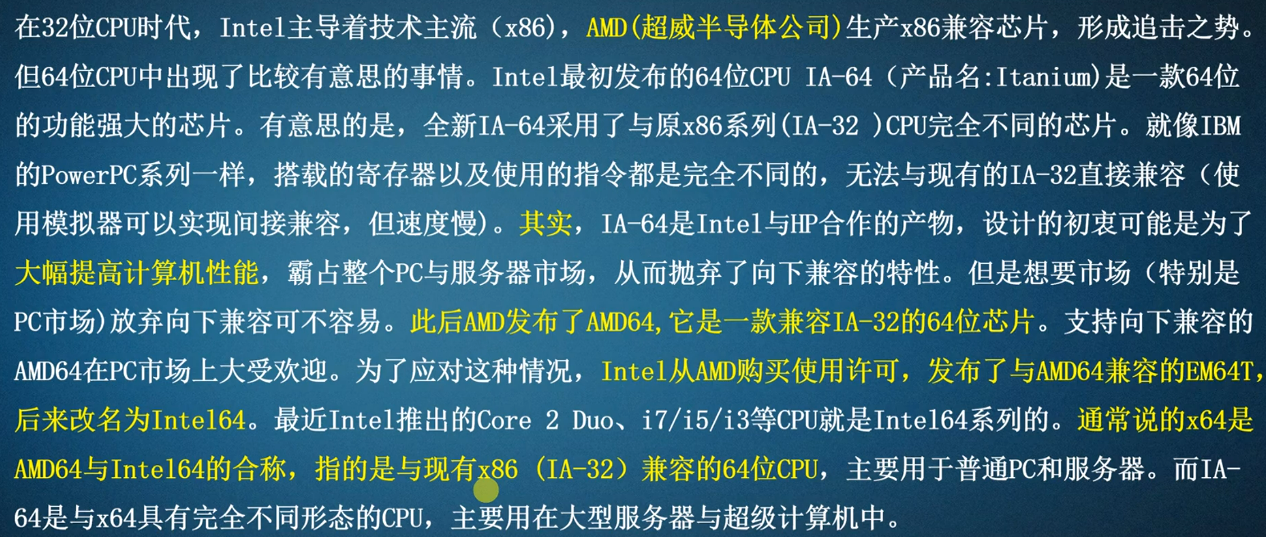 在32位CPU时代，Intel主导着技术主流（x86)，AMD(超威半导体公司)生产x86兼容芯片，形成追击之势。
但64位CPU中出现了比较有意思的事情。Intel最初发布的64位CPU IA-64（产品名:Itanium)是一款64位
的功能强大的芯片。有意思的是，全新IA-64采用了与原x86系列(IA-32 )CPU完全不同的芯片。就像IBM
的PowerPC系列一样，搭载的寄存器以及使用的指令都是完全不同的，无法与现有的IA-32直接兼容（使
用模拟器可以实现间接兼容，但速度慢)。其实，IA-64是Intel与HP合作的产物，设计的初衷可能是为了
大幅提高计算机性能，霸占整个PC与服务器市场，从而抛弃了向下兼容的特性。但是想要市场（特别是
PC市场)放弃向下兼容可不容易。此后AMD发布了AMD64,它是一款兼容IA-32的64位芯片。支持向下兼容的
AMD64在PC市场上大受欢迎。为了应对这种情况，Intel从AMD购买使用许可，发布了与AMD64兼容的EM64T，
后来改名为Intel64。最近Intel推出的Core 2 Duo、i7/i5/i3等CPU就是Intel64系列的。通常说的x64是
AMD64与Intel64的合称，指的是与现有x86 (IA-32）兼容的64位CPU，主要用于普通PC和服务器。而IA-
64是与x64具有完全不同形态的CPU，主要用在大型服务器与超级计算机中。